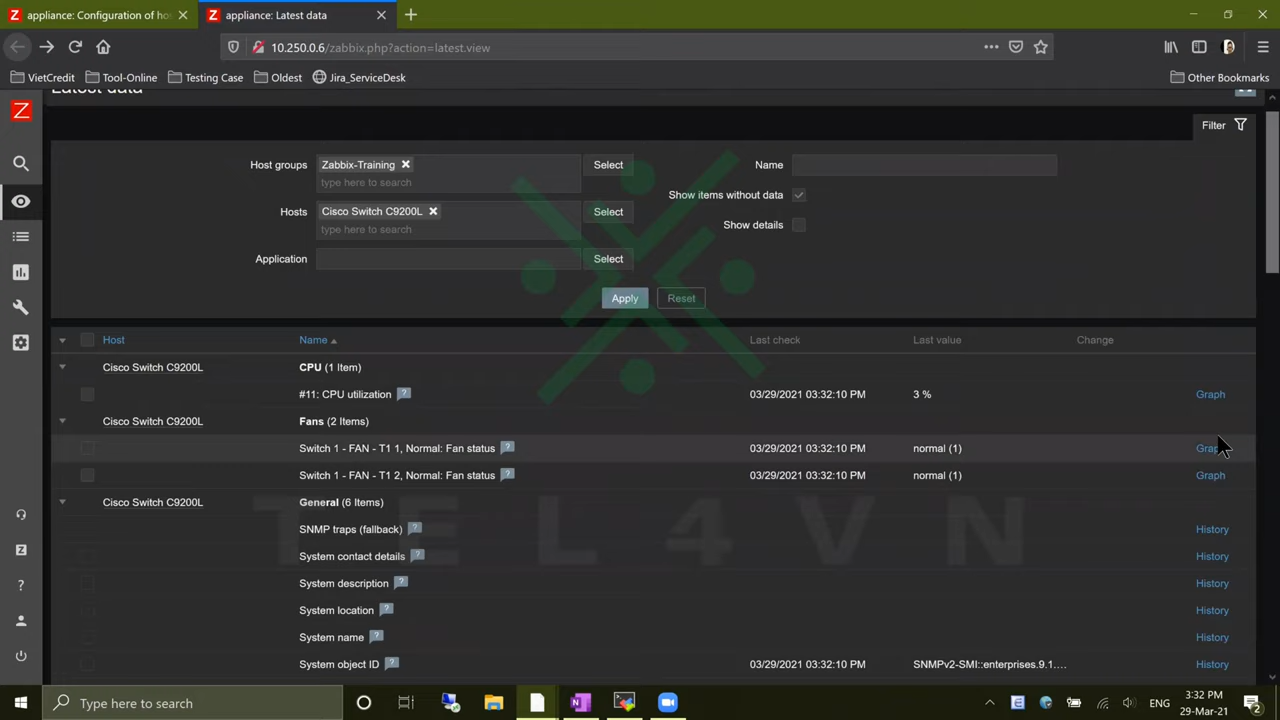 appliance: Configuration of ho
appliance: Latest data
10.250.0.6/zabbix.php?action=latest.view
VietCredit
Tool-Online
Testing Case
Oldest
Jira_ServiceDesk
Other Bookmarks
Latest data
Filter
Host groups
Zabbix-Training
type here to search
Select
Name
Show items without data
Hosts
Cisco Switch C9200L
type here to search
Select
Show details
Application
Select
Apply
Reset
Host Name Last check Last value Change
Cisco Switch C9200L CPU (1 Item)
#11: CPU utilization ? 03/29/2021 03:32:10 PM 3 % Graph
Cisco Switch C9200L Fans (2 Items)
Switch 1 - FAN - T1 1, Normal: Fan status ? 03/29/2021 03:32:10 PM normal (1) Graph
Switch 1 - FAN - T1 2, Normal: Fan status ? 03/29/2021 03:32:10 PM normal (1) Graph
Cisco Switch C9200L General (6 Items)
SNMP traps (fallback) ? History
TEL4VN
System contact details ? History
System description ? History
System location ? History
System name ? History
System object ID ? 03/29/2021 03:32:10 PM SNMPv2-SMI::enterprises.9.1.... History
Type here to search
ENG
3:32 PM
29-Mar-21
2